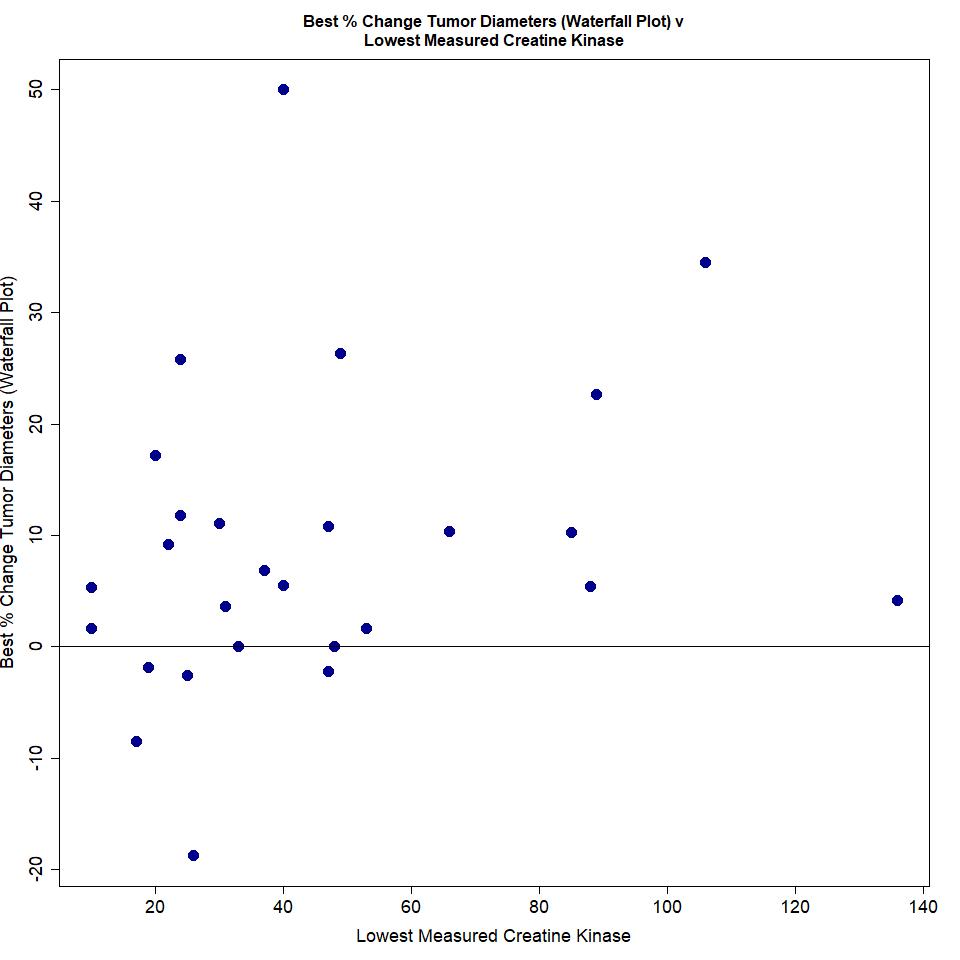 Best % Change Tumor Diameters (Waterfall Plot) v
Lowest Measured Creatine Kinase
Best % Change Tumor Diameters (Waterfall Plot)
50
40
30
20
10
0
-10
-20
20 40 60 80 100 120 140
Lowest Measured Creatine Kinase